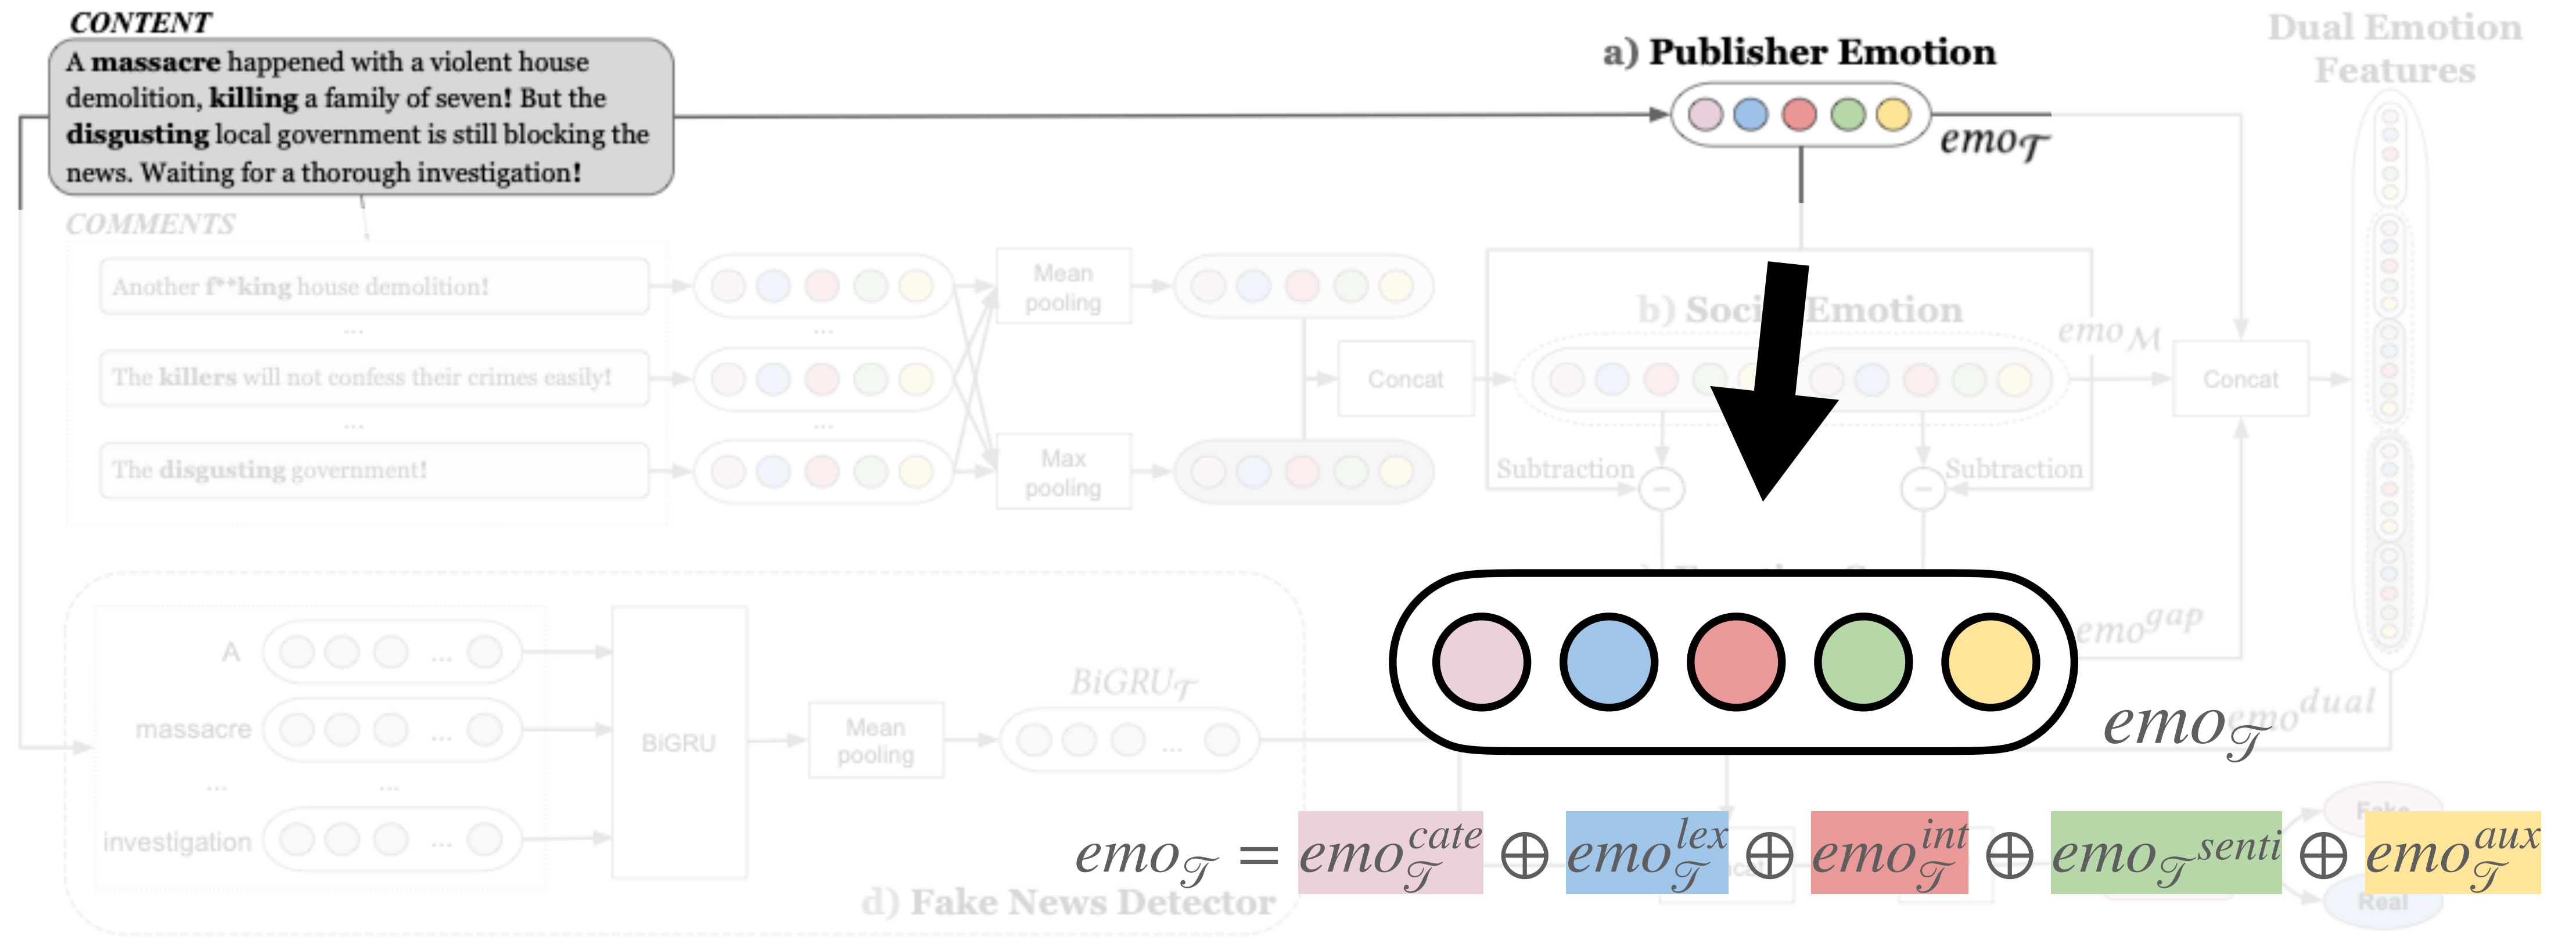 CONTENT
A massacre happened with a violent house
demolition, killing a family of seven! But the
disgusting local government is still blocking the
news. Waiting for a thorough investigation!
a) Publisher Emotion
emo𝒯
Dual Emotion
Features
COMMENTS
Another f**king house demolition!
...
The killers will not confess their crimes easily!
...
The disgusting government!
...
...
Mean
pooling
Max
pooling
Concat
b) Social Emotion
emo ℳ
Subtraction
−
Subtraction
−
Concat
emo^gap
emo^dual
emo𝒯
A
...
massacre
...
...
...
investigation
...
BiGRU
Mean
pooling
BiGRU𝒯
...
d) Fake News Detector
Fake
Real
emo𝒯 = emo𝒯^cate ⊕ emo𝒯^lex ⊕ emo𝒯^int ⊕ emo𝒯^senti ⊕ emo𝒯^aux